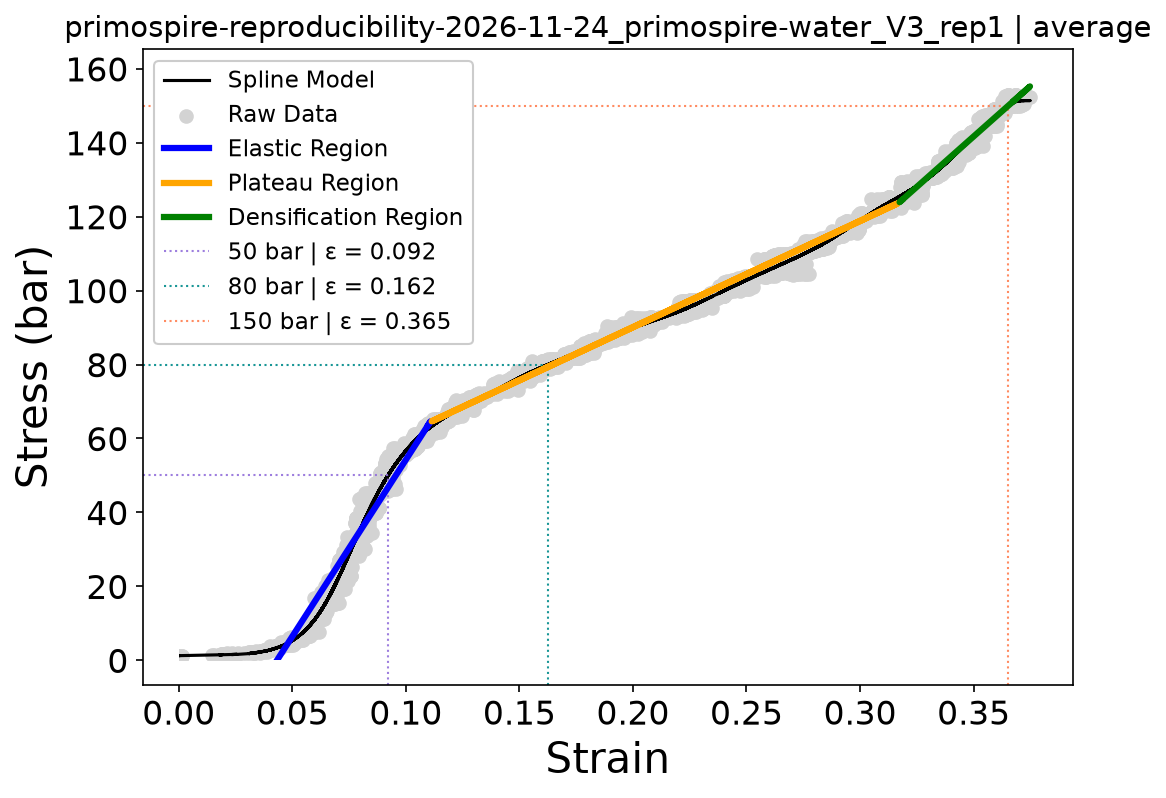 primospire-reproducibility-2026-11-24_primospire-water_V3_rep1 | average
Spline Model
Raw Data
Elastic Region
Plateau Region
Densification Region
50 bar | ε = 0.092
80 bar | ε = 0.162
150 bar | ε = 0.365
160
140
120
100
80
60
40
20
0
Stress (bar)
0.00 0.05 0.10 0.15 0.20 0.25 0.30 0.35
Strain